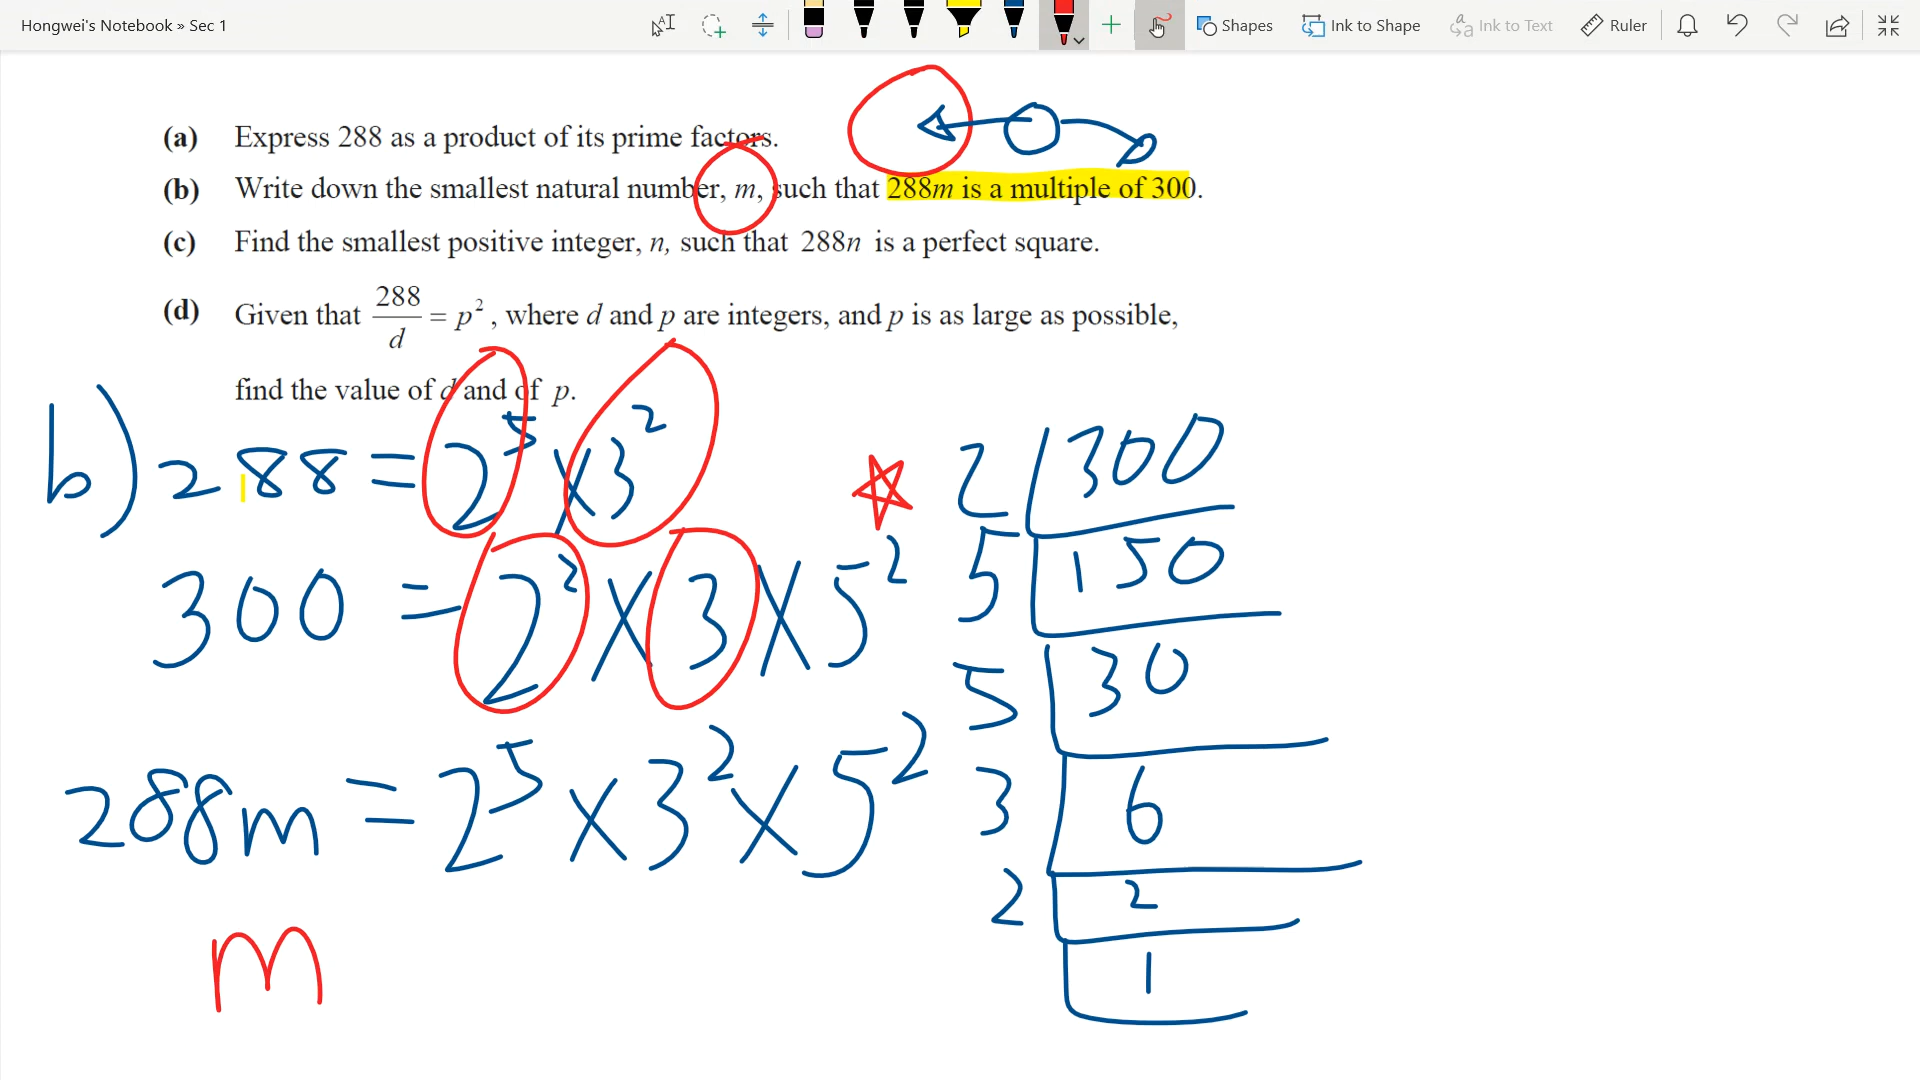 Hongwei's Notebook » Sec 1
Shapes Ink to Shape Ink to Text Ruler
(a) Express 288 as a product of its prime factors.
(b) Write down the smallest natural number, m, such that 288m is a multiple of 300.
(c) Find the smallest positive integer, n, such that 288n is a perfect square.
(d) Given that 288/d = p², where d and p are integers, and p is as large as possible,
find the value of d and of p.
b) 288 = 2⁵ × 3²
300 = 2² × 3 × 5²
288m = 2⁵ × 3² × 5²
m
2 300
5 150
5 30
3 6
2 2
1